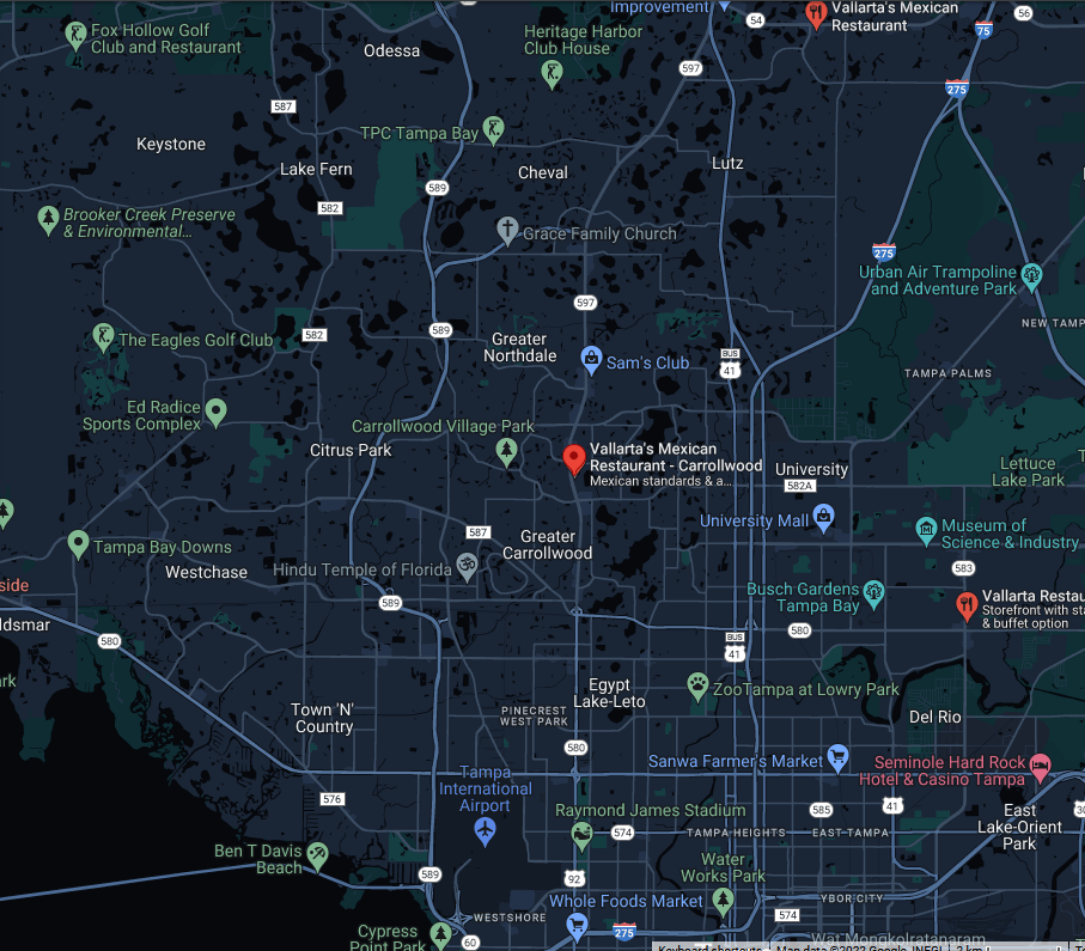 Improvement
54
Vallarta's Mexican
Restaurant
56
75
Fox Hollow Golf
Club and Restaurant
Odessa
Heritage Harbor
Club House
597
275
587
TPC Tampa Bay
Keystone
Lake Fern
Cheval
Lutz
589
582
Brooker Creek Preserve
& Environmental...
Grace Family Church
275
Urban Air Trampoline
and Adventure Park
597
NEW TAMP
582
589
The Eagles Golf Club
Greater
Northdale
Sam's Club
BUS
41
TAMPA PALMS
Ed Radice
Sports Complex
Carrollwood Village Park
Citrus Park
Vallarta's Mexican
Restaurant - Carrollwood
Mexican standards & a...
University
582A
Lettuce
Lake Park
University Mall
Museum of
Science & Industry
587
Greater
Carrollwood
Tampa Bay Downs
Westchase
Hindu Temple of Florida
583
side
589
Busch Gardens
Tampa Bay
Vallarta Restau
Storefront with sta
& buffet option
ldsmar
580
580
BUS
41
ark
Egypt
Lake-Leto
ZooTampa at Lowry Park
Town 'N'
Country
PINECREST
WEST PARK
Del Rio
580
Sanwa Farmer's Market
Seminole Hard Rock
Hotel & Casino Tampa
Tampa
International
Airport
576
Raymond James Stadium
574
585
41
TAMPA HEIGHTS
EAST TAMPA
East
Lake-Orient
Park
Ben T Davis
Beach
589
92
Water
Works Park
Whole Foods Market
YBOR CITY
WESTSHORE
574
Cypress
Point Park
60
275
Wat Mongkolratanaram
Keyboard shortcuts
Map data ©2022 Google, INEGI
2 km